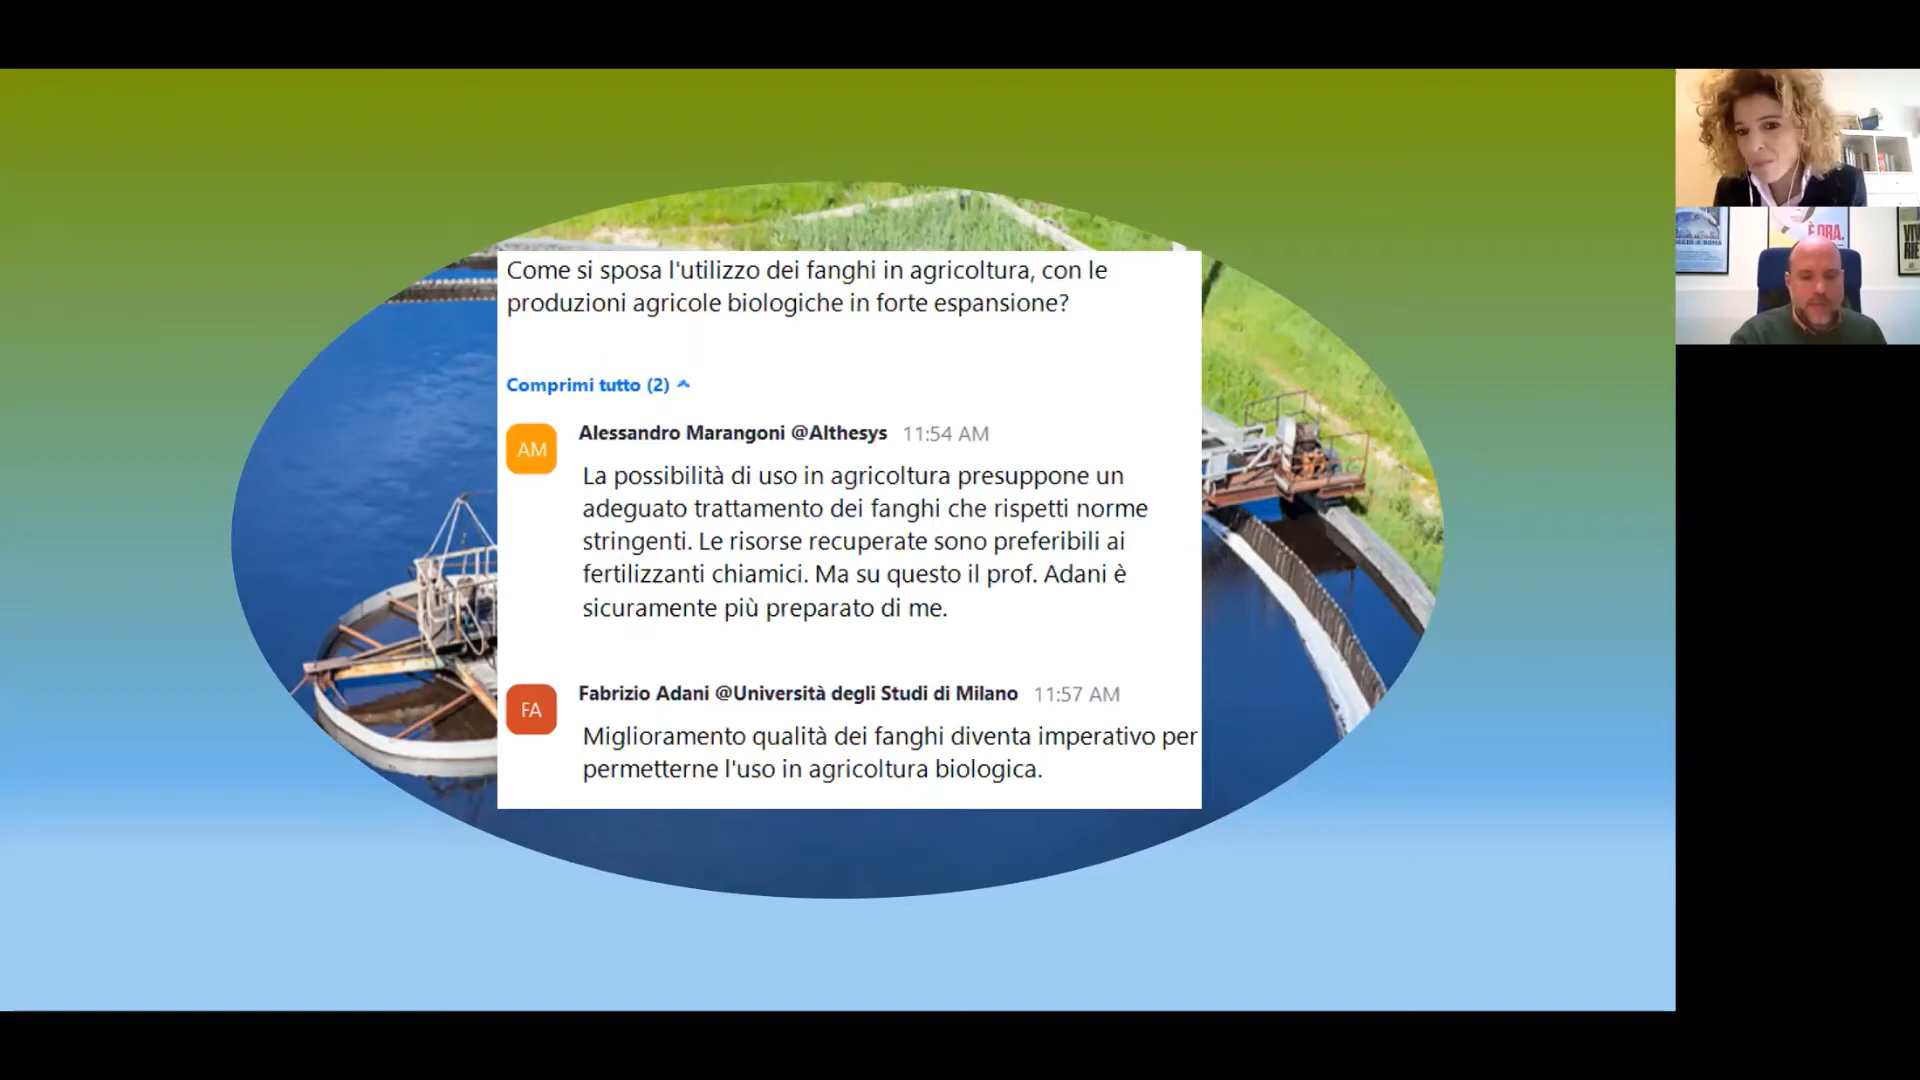 Come si sposa l'utilizzo dei fanghi in agricoltura, con le
produzioni agricole biologiche in forte espansione?
Comprimi tutto (2)
AM
Alessandro Marangoni @Althesys 11:54 AM
La possibilità di uso in agricoltura presuppone un
adeguato trattamento dei fanghi che rispetti norme
stringenti. Le risorse recuperate sono preferibili ai
fertilizzanti chiamici. Ma su questo il prof. Adani è
sicuramente più preparato di me.
FA
Fabrizio Adani @Università degli Studi di Milano 11:57 AM
Miglioramento qualità dei fanghi diventa imperativo per
permetterne l'uso in agricoltura biologica.
È ORA.